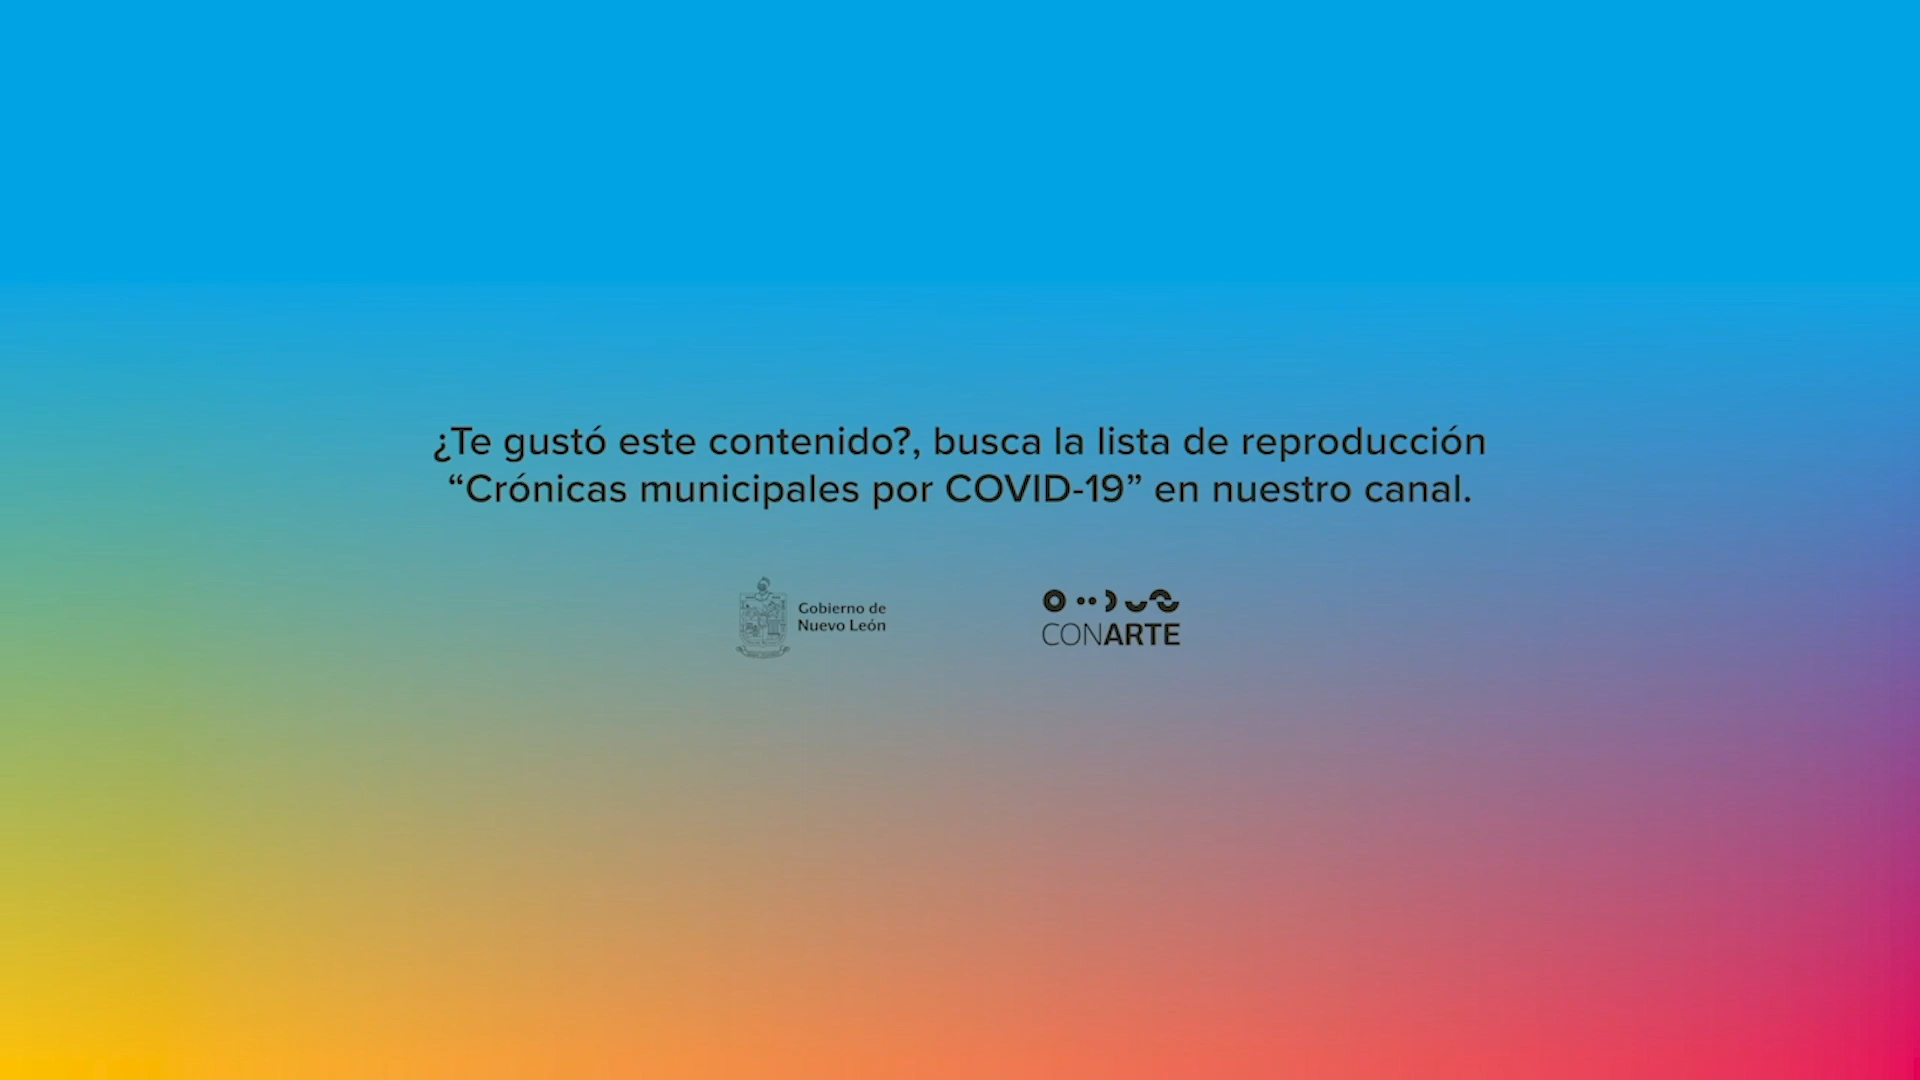 ¿Te gustó este contenido?, busca la lista de reproducción
“Crónicas municipales por COVID-19” en nuestro canal.
Gobierno de
Nuevo León
CONARTE